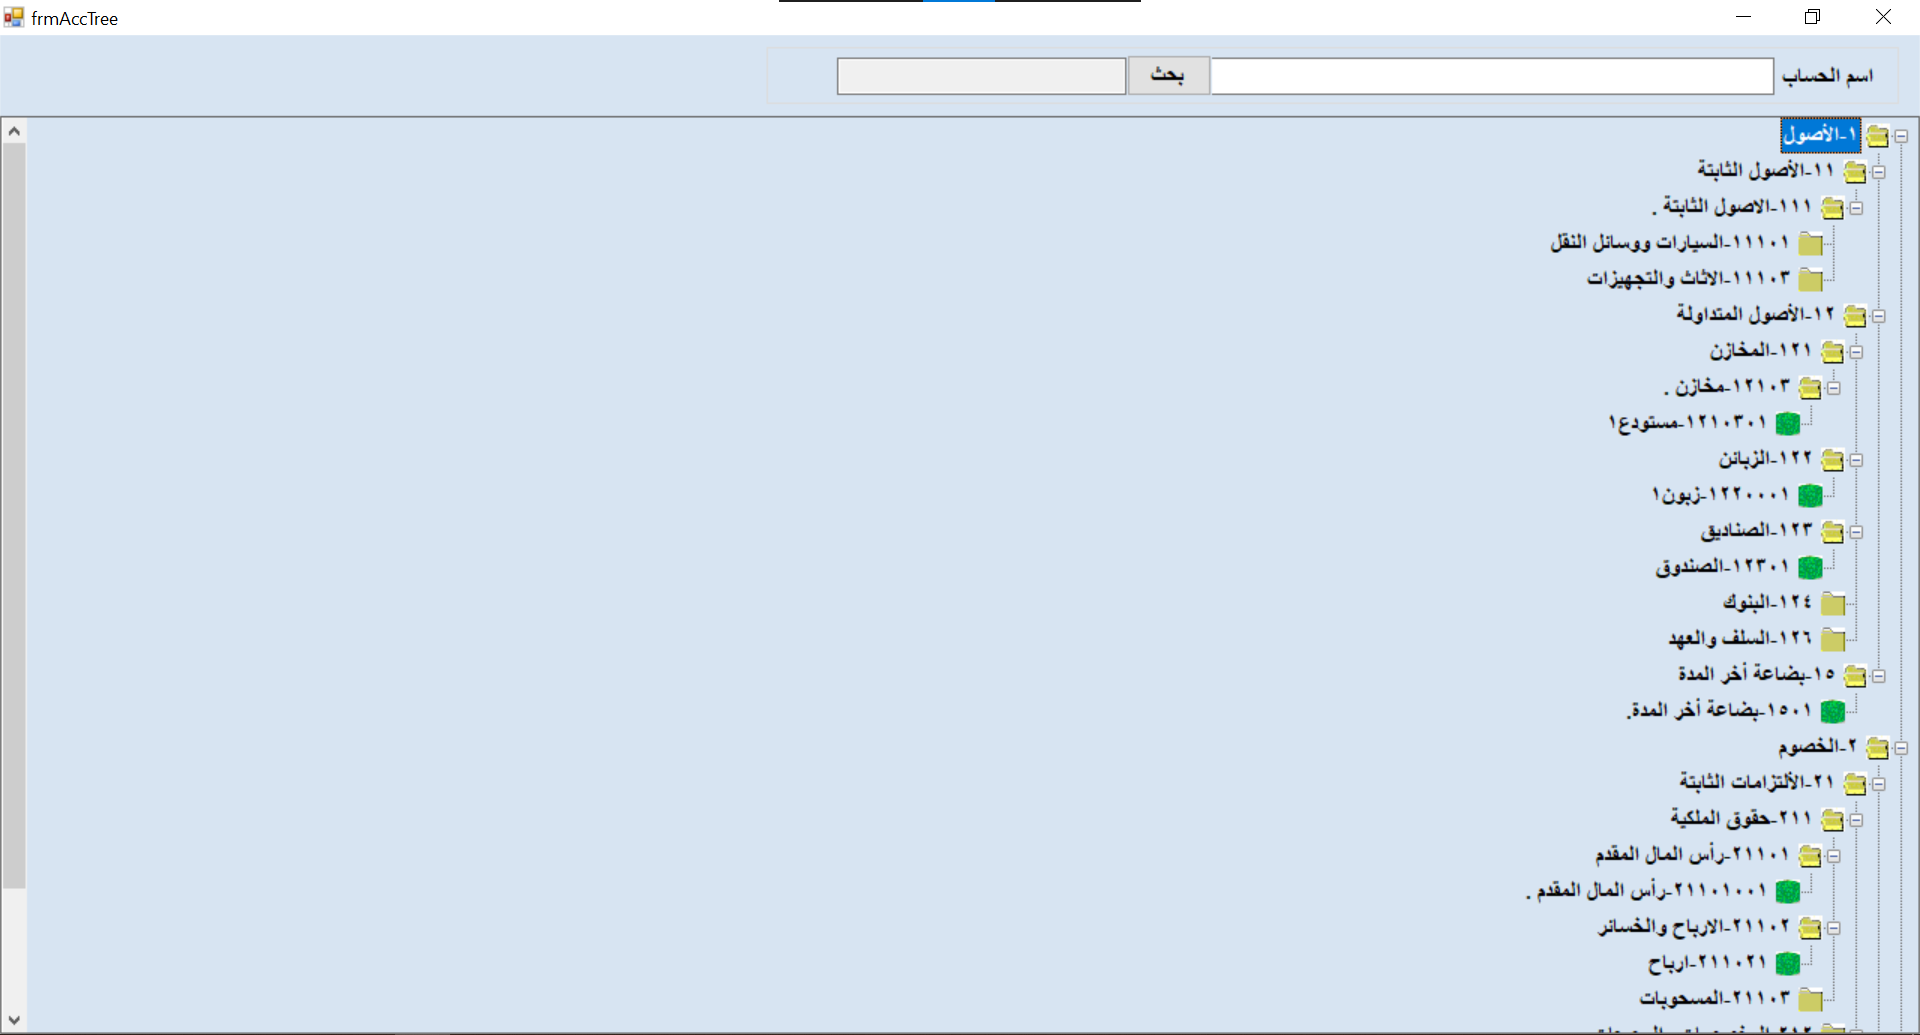 frmAccTree
اسم الحساب
بحث
١-الأصول
١١-الأصول الثابتة
١١١-الاصول الثابتة .
١١١٠١-السيارات ووسائل النقل
١١١٠٣-الاثاث والتجهيزات
١٢-الأصول المتداولة
١٢١-المخازن
١٢١٠٣-مخازن .
١٢١٠٣٠١-مستودع١
١٢٢-الزبائن
١٢٢٠٠٠١-زبون١
١٢٣-الصناديق
١٢٣٠١-الصندوق
١٢٤-البنوك
١٢٦-السلف والعهد
١٥-بضاعة أخر المدة
١٥٠١-بضاعة أخر المدة.
٢-الخصوم
٢١-الألتزامات الثابتة
٢١١-حقوق الملكية
٢١١٠١-رأس المال المقدم
٢١١٠١٠٠١-رأس المال المقدم .
٢١١٠٢-الارباح والخسائر
٢١١٠٢١-ارباح
٢١١٠٣-المسحوبات